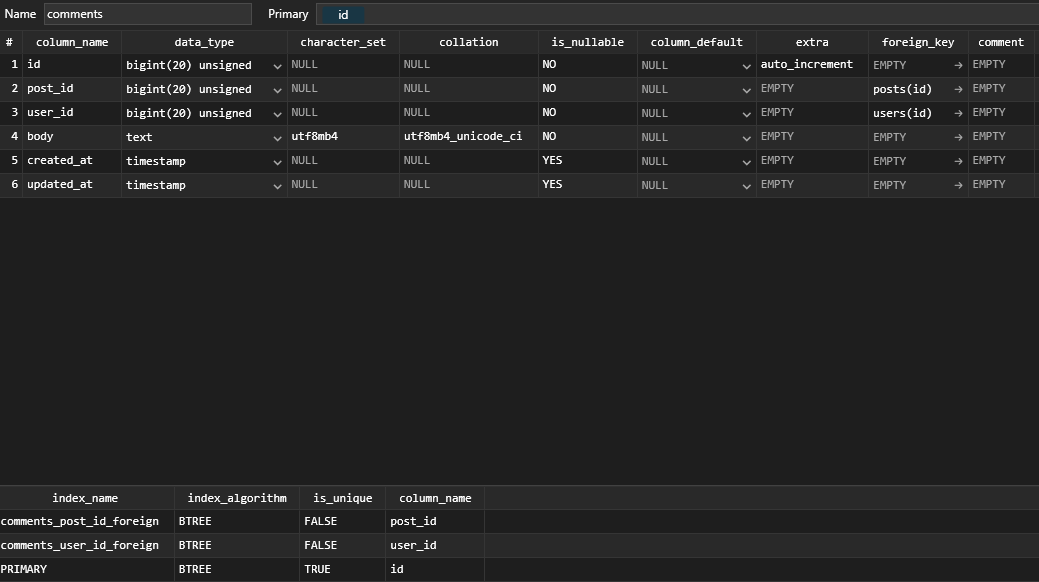 Name comments Primary id
# column_name data_type character_set collation is_nullable column_default extra foreign_key comment
1 id bigint(20) unsigned NULL NULL NO NULL auto_increment EMPTY EMPTY
2 post_id bigint(20) unsigned NULL NULL NO NULL EMPTY posts(id) EMPTY
3 user_id bigint(20) unsigned NULL NULL NO NULL EMPTY users(id) EMPTY
4 body text utf8mb4 utf8mb4_unicode_ci NO NULL EMPTY EMPTY EMPTY
5 created_at timestamp NULL NULL YES NULL EMPTY EMPTY EMPTY
6 updated_at timestamp NULL NULL YES NULL EMPTY EMPTY EMPTY
index_name index_algorithm is_unique column_name
comments_post_id_foreign BTREE FALSE post_id
comments_user_id_foreign BTREE FALSE user_id
PRIMARY BTREE TRUE id